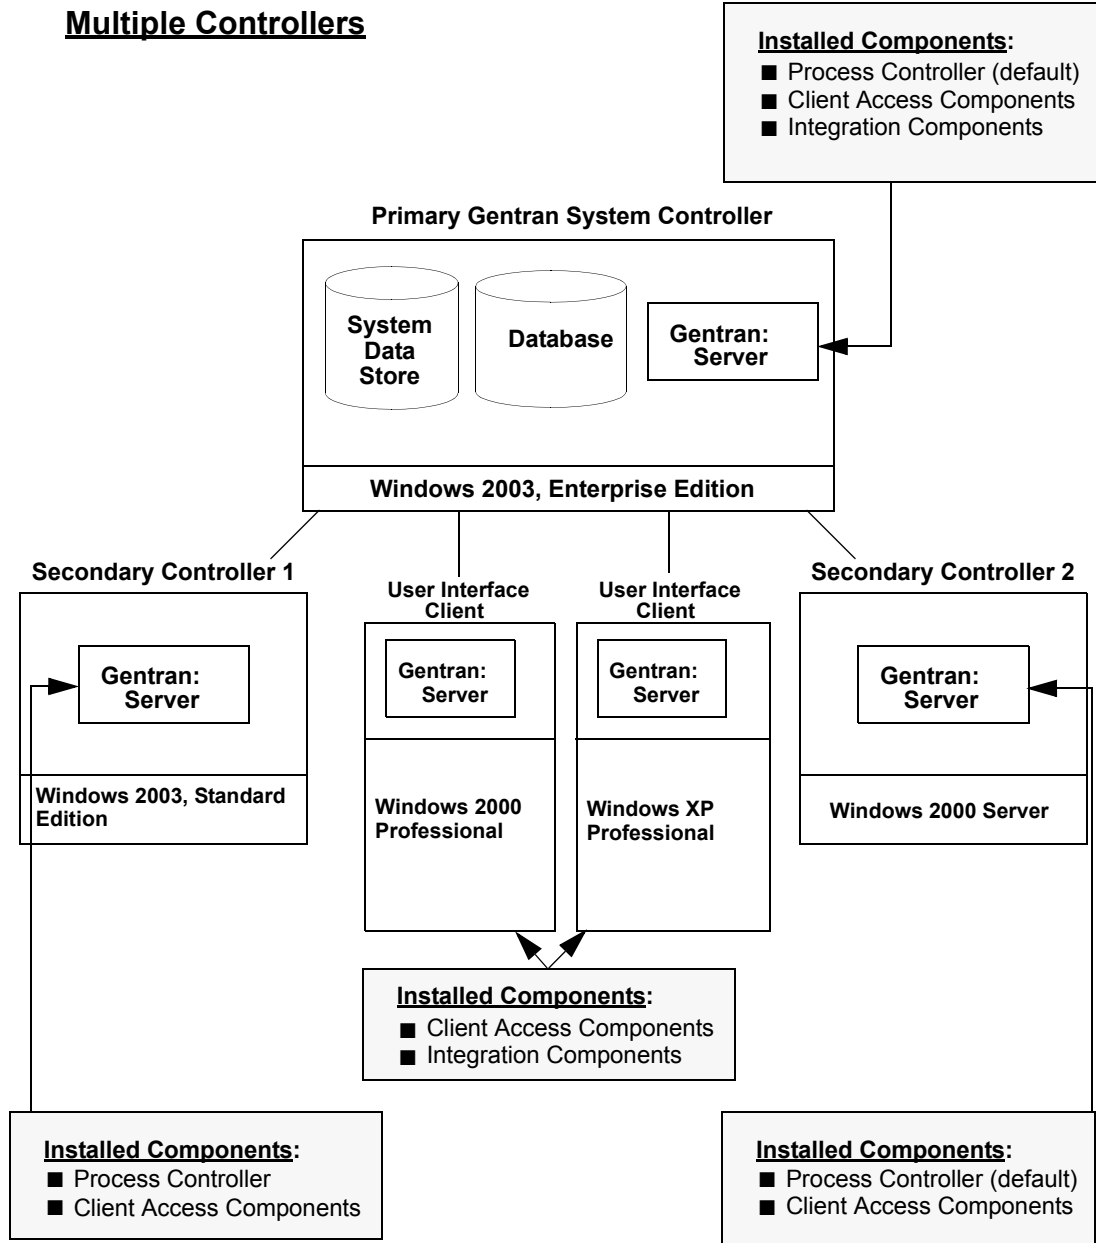 Multiple Controllers
Installed Components:
■ Process Controller (default)
■ Client Access Components
■ Integration Components
Primary Gentran System Controller
System
Data
Store
Database
Gentran:
Server
Windows 2003, Enterprise Edition
Secondary Controller 1
Gentran:
Server
Windows 2003, Standard
Edition
User Interface
Client
Gentran:
Server
Windows 2000
Professional
User Interface
Client
Gentran:
Server
Windows XP
Professional
Secondary Controller 2
Gentran:
Server
Windows 2000 Server
Installed Components:
■ Client Access Components
■ Integration Components
Installed Components:
■ Process Controller
■ Client Access Components
Installed Components:
■ Process Controller (default)
■ Client Access Components